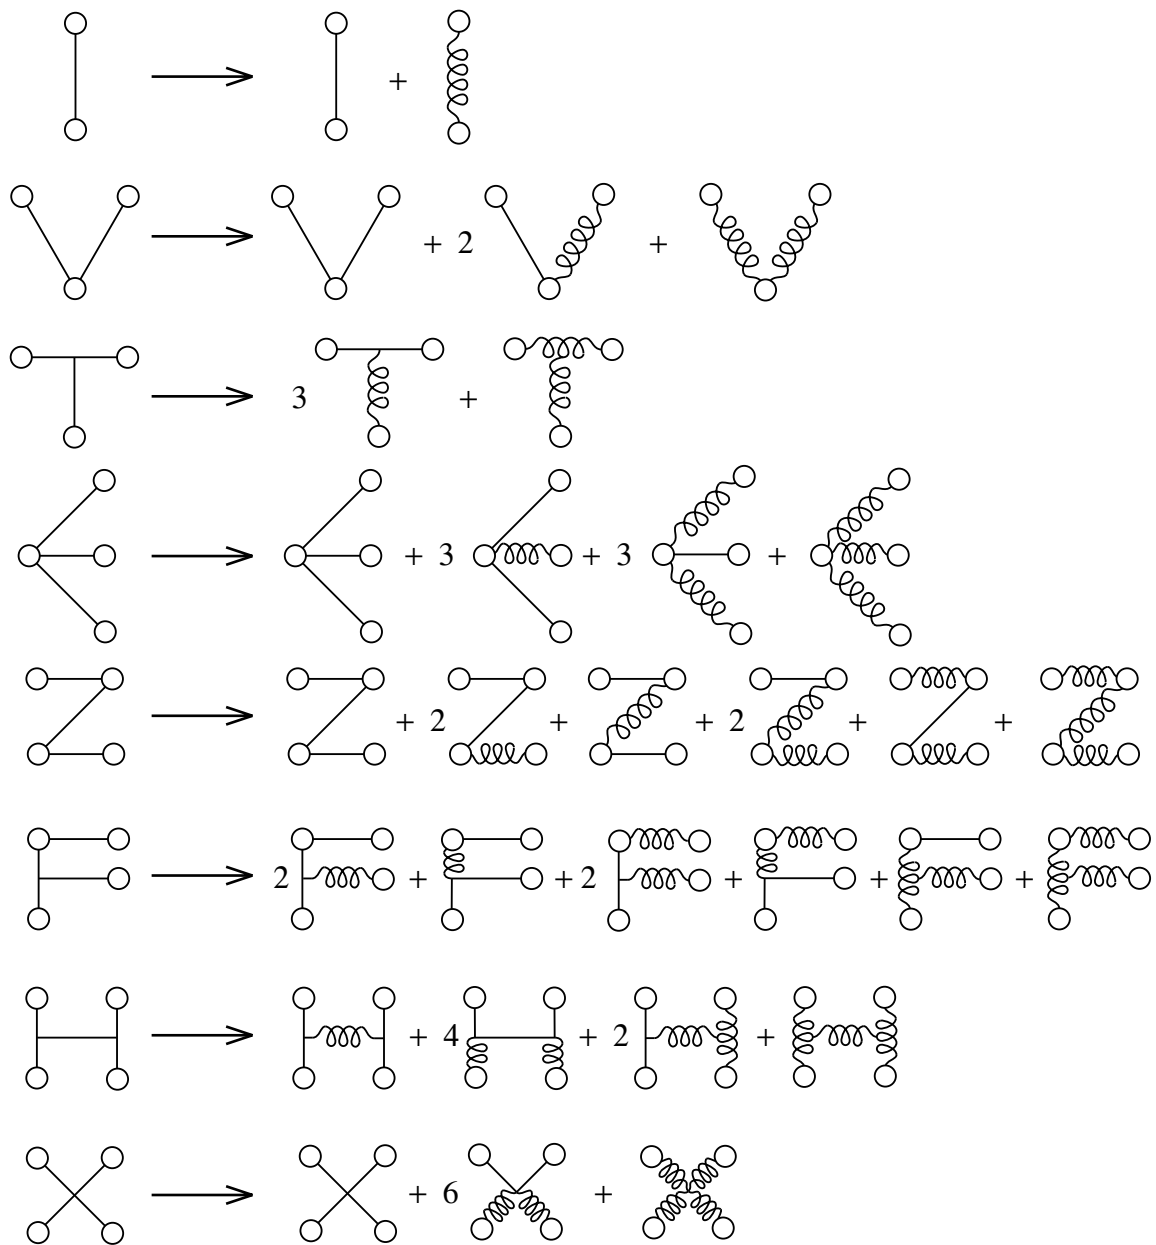 +
+ 2 +
3 +
+ 3 + 3 +
+ 2 + + 2 + +
2 + + 2 + + +
+ 4 + 2 +
+ 6 +